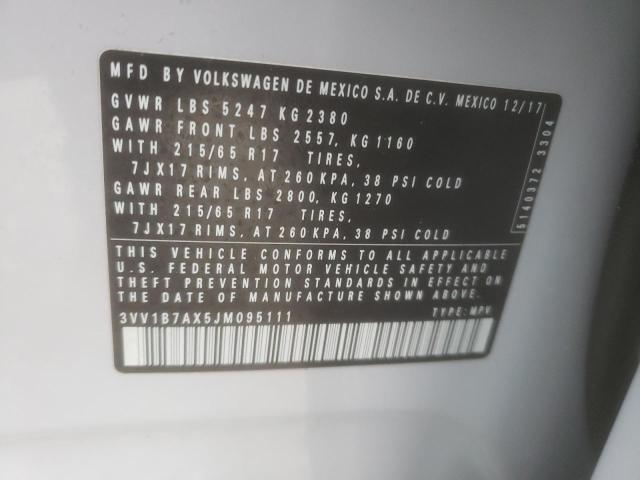 MFD BY VOLKSWAGEN DE MEXICO S.A. DE C.V. MEXICO 12/17
GVWR LBS 5247 KG 2380
GAWR FRONT LBS 2557, KG 1160
WITH 215/65 R17 TIRES,
7JX17 RIMS, AT 260 KPA, 38 PSI COLD
GAWR REAR LBS 2800, KG 1270
WITH 215/65 R17 TIRES,
7JX17 RIMS, AT 260 KPA, 38 PSI COLD
THIS VEHICLE CONFORMS TO ALL APPLICABLE
U.S. FEDERAL MOTOR VEHICLE SAFETY AND
THEFT PREVENTION STANDARDS IN EFFECT ON
THE DATE OF MANUFACTURE SHOWN ABOVE.
3VV1B7AX5JM095111 TYPE: MPV
5140372 3304